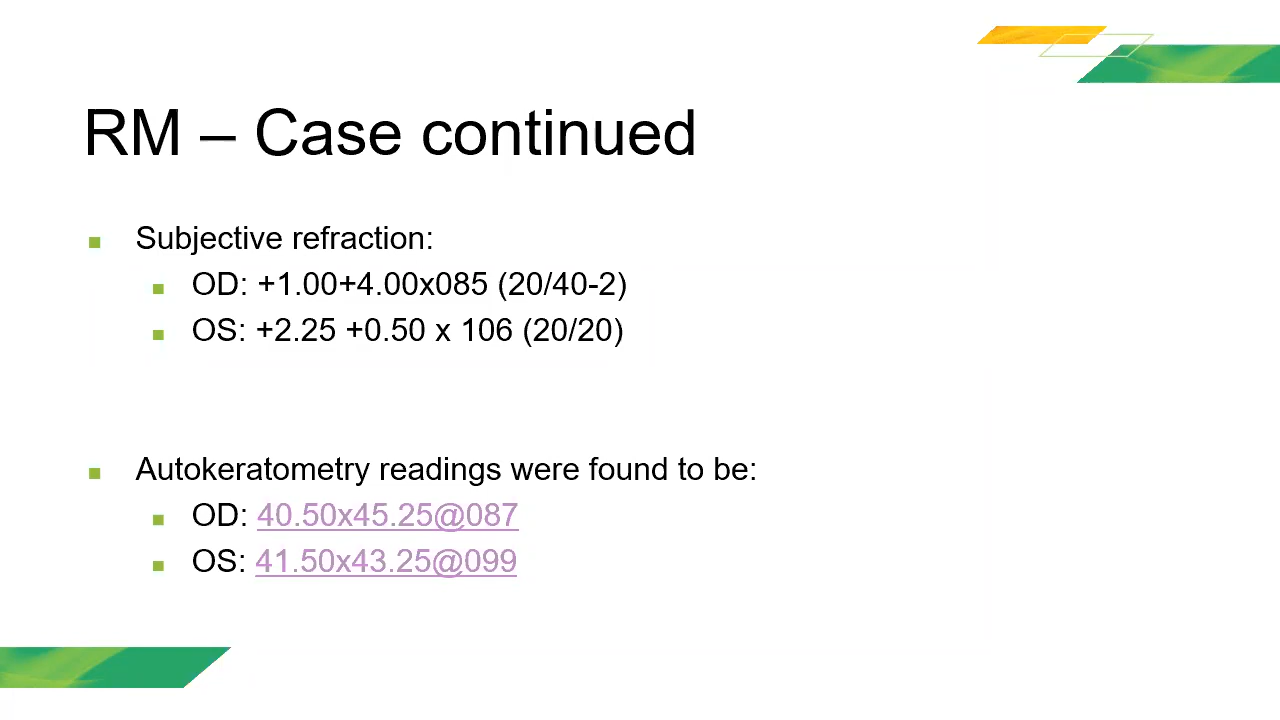 RM – Case continued
Subjective refraction:
OD: +1.00+4.00x085 (20/40-2)
OS: +2.25 +0.50 x 106 (20/20)
Autokeratometry readings were found to be:
OD: 40.50x45.25@087
OS: 41.50x43.25@099